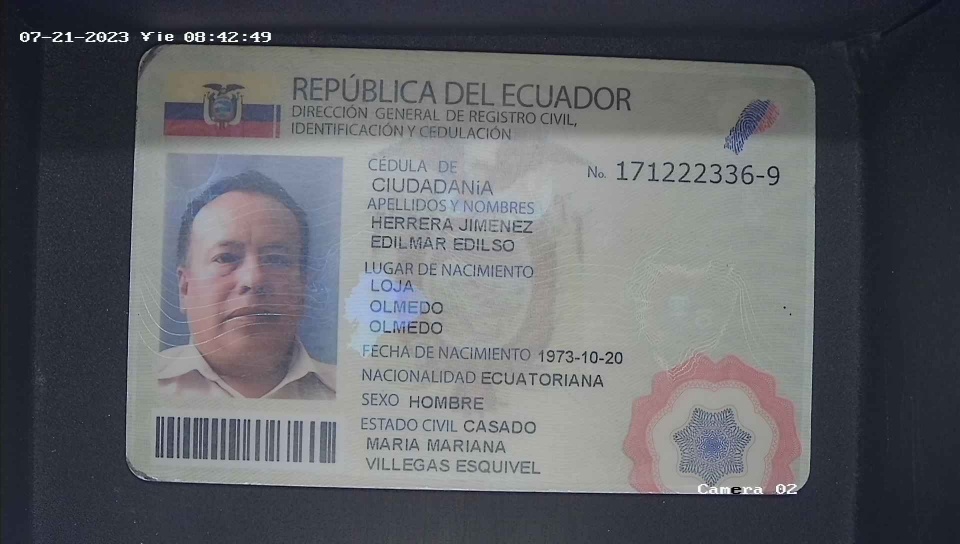 07-21-2023 Vie 08:42:49
REPÚBLICA DEL ECUADOR
DIRECCIÓN GENERAL DE REGISTRO CIVIL,
IDENTIFICACIÓN Y CEDULACIÓN
CÉDULA DE
No. 171222336-9
CIUDADANíA
APELLIDOS Y NOMBRES
HERRERA JIMENEZ
EDILMAR EDILSO
LUGAR DE NACIMIENTO
LOJA
OLMEDO
OLMEDO
FECHA DE NACIMIENTO 1973-10-20
NACIONALIDAD ECUATORIANA
SEXO HOMBRE
ESTADO CIVIL CASADO
MARIA MARIANA
VILLEGAS ESQUIVEL
Camera 02